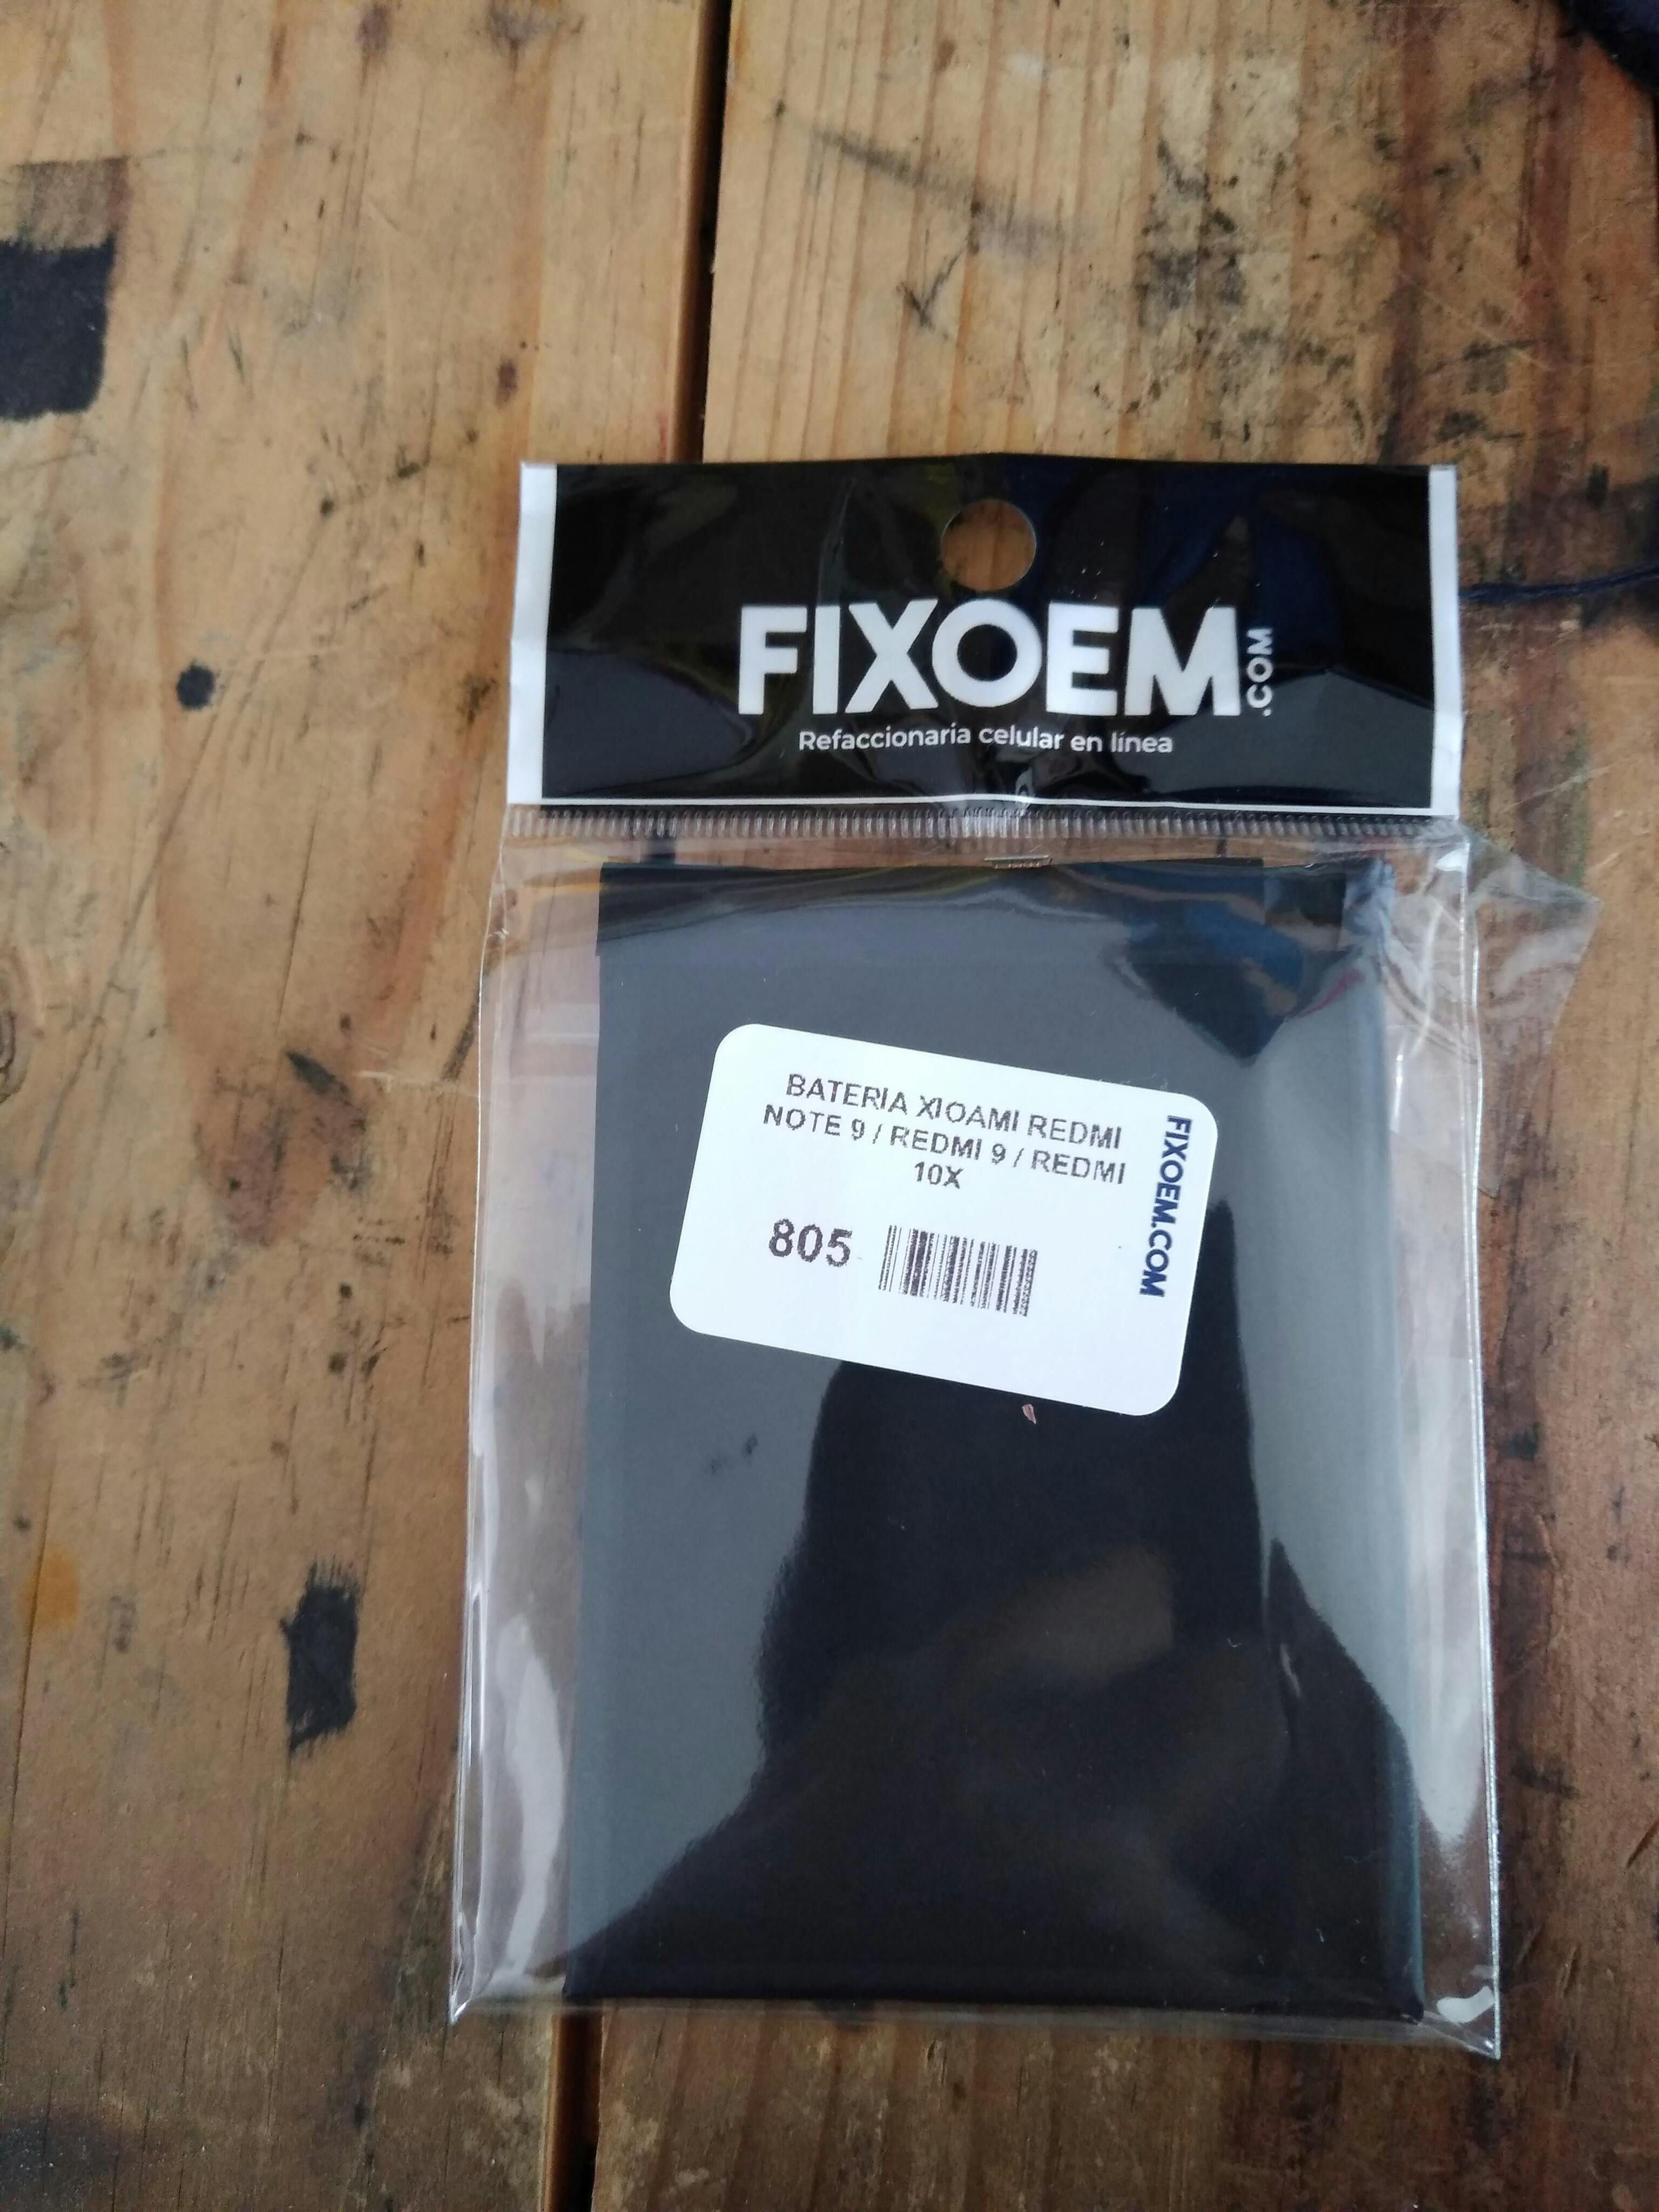 FIXOEM.COM
Refaccionaria celular en línea
BATERIA XIOAMI REDMI
NOTE 9 / REDMI 9 / REDMI
10X
805
FIXOEM.COM